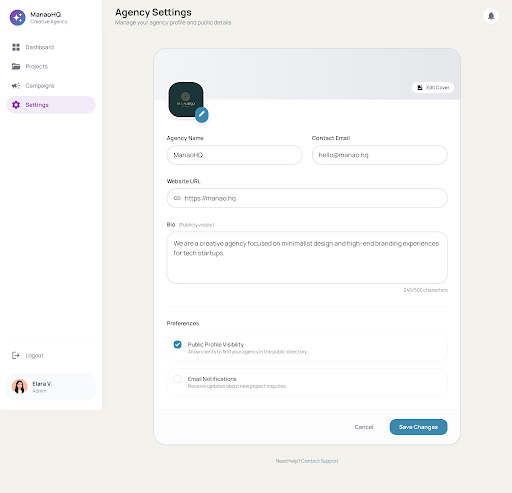 ManaoHQ
Creative Agency
Dashboard
Projects
Campaigns
Settings
Logout
Elara V.
Admin
Agency Settings
Manage your agency profile and public details
Edit Cover
Agency Name
Contact Email
ManaoHQ
hello@manao.hq
Website URL
https://manao.hq
Bio (Publicly visible)
We are a creative agency focused on minimalist design and high-end branding experiences
for tech startups.
240/500 characters
Preferences
Public Profile Visibility
Allow clients to find your agency in the public directory
Email Notifications
Receive updates about new project inquiries
Cancel
Save Changes
Need help? Contact Support